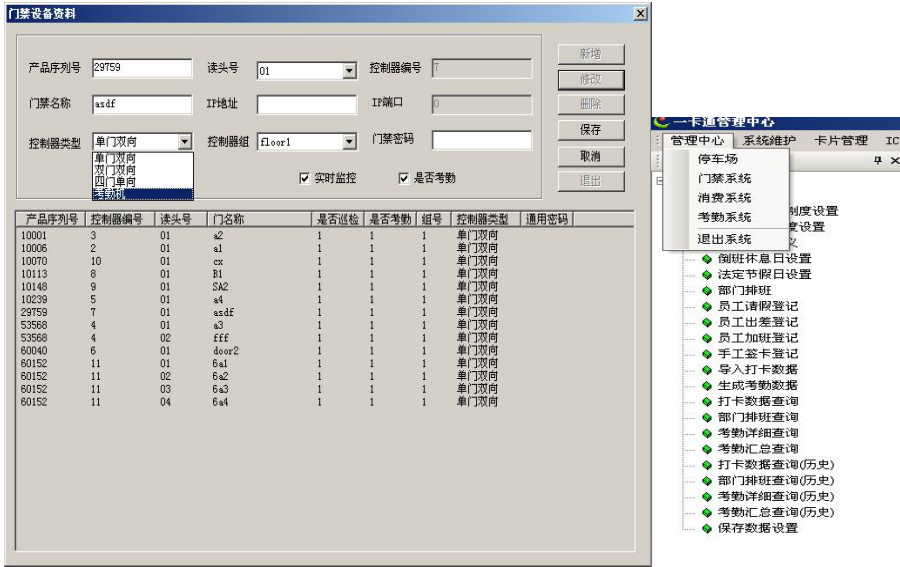 门禁设备资料
产品序列号 29759 读头号 01 控制器编号 7
门禁名称 asdf IP地址 IP端口 0
控制器类型 单门双向 控制器组 floor1 门禁密码
单门双向
双门双向
四门单向
考勤机
实时监控 是否考勤
新增
修改
删除
保存
取消
退出
产品序列号 控制器编号 读头号 门名称 是否巡检 是否考勤 组号 控制器类型 通用密码
10001 3 01 a2 1 1 1 单门双向
10006 2 01 a1 1 1 1 单门双向
10070 10 01 cx 1 1 1 单门双向
10113 8 01 B1 1 1 1 单门双向
10148 9 01 SA2 1 1 1 单门双向
10239 5 01 a4 1 1 1 单门双向
29759 7 01 asdf 1 1 1 单门双向
53568 4 01 a3 1 1 1 单门双向
53568 4 02 fff 1 1 1 单门双向
60040 6 01 door2 1 1 1 单门双向
60152 11 01 6a1 1 1 1 单门双向
60152 11 02 6a2 1 1 1 单门双向
60152 11 03 6a3 1 1 1 单门双向
60152 11 04 6a4 1 1 1 单门双向
一卡通管理中心
管理中心 系统维护 卡片管理 IC
停车场
门禁系统
消费系统
考勤系统
退出系统
制度设置
度设置
义
倒班休息日设置
法定节假日设置
部门排班
员工请假登记
员工出差登记
员工加班登记
手工签卡登记
导入打卡数据
生成考勤数据
打卡数据查询
部门排班查询
考勤详细查询
考勤汇总查询
打卡数据查询(历史)
部门排班查询(历史)
考勤详细查询(历史)
考勤汇总查询(历史)
保存数据设置